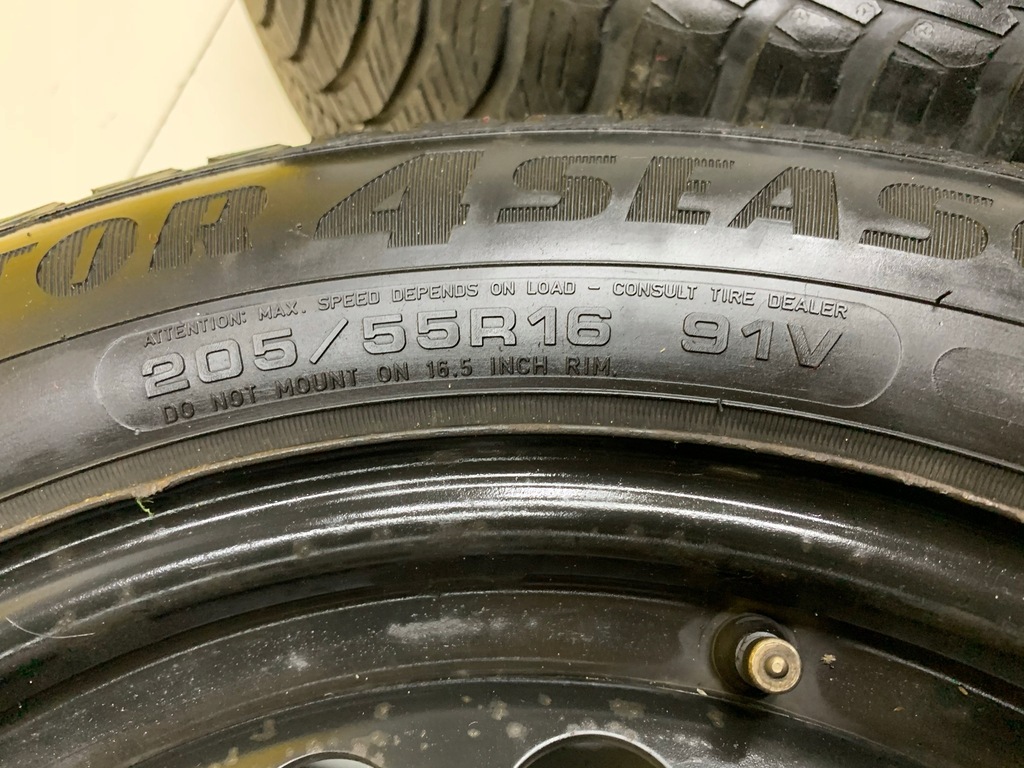 TOR 4SEASO
ATTENTION: MAX. SPEED DEPENDS ON LOAD - CONSULT TIRE DEALER
205/55R16 91V
DO NOT MOUNT ON 16.5 INCH RIM.